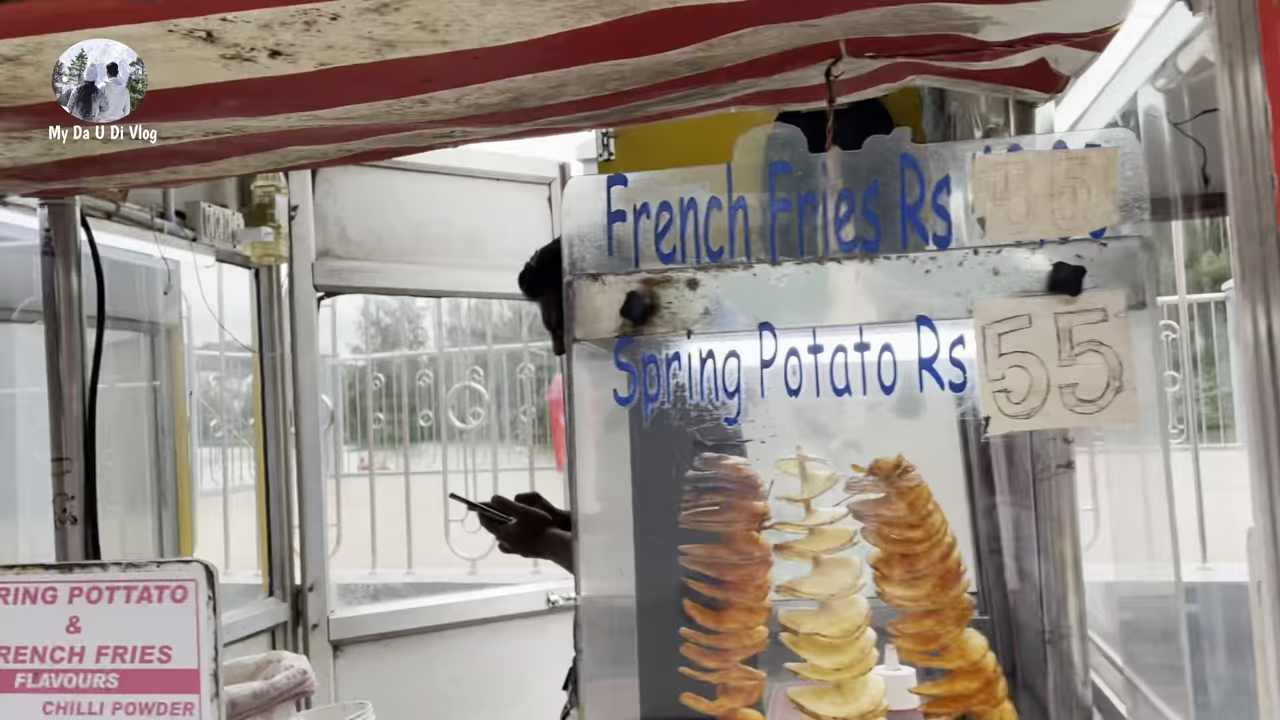 My Da U Di Vlog
French Fries Rs
Spring Potato Rs 55
RING POTTATO
&
RENCH FRIES
FLAVOURS
CHILLI POWDER